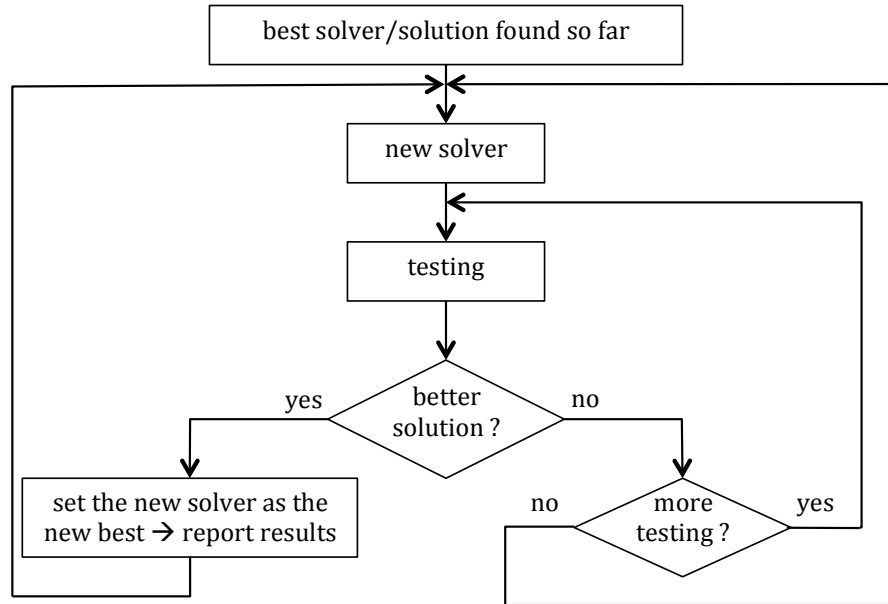 best solver/solution found so far
new solver
testing
yes
better
solution ?
no
set the new solver as the
new best → report results
no
more
testing ?
yes